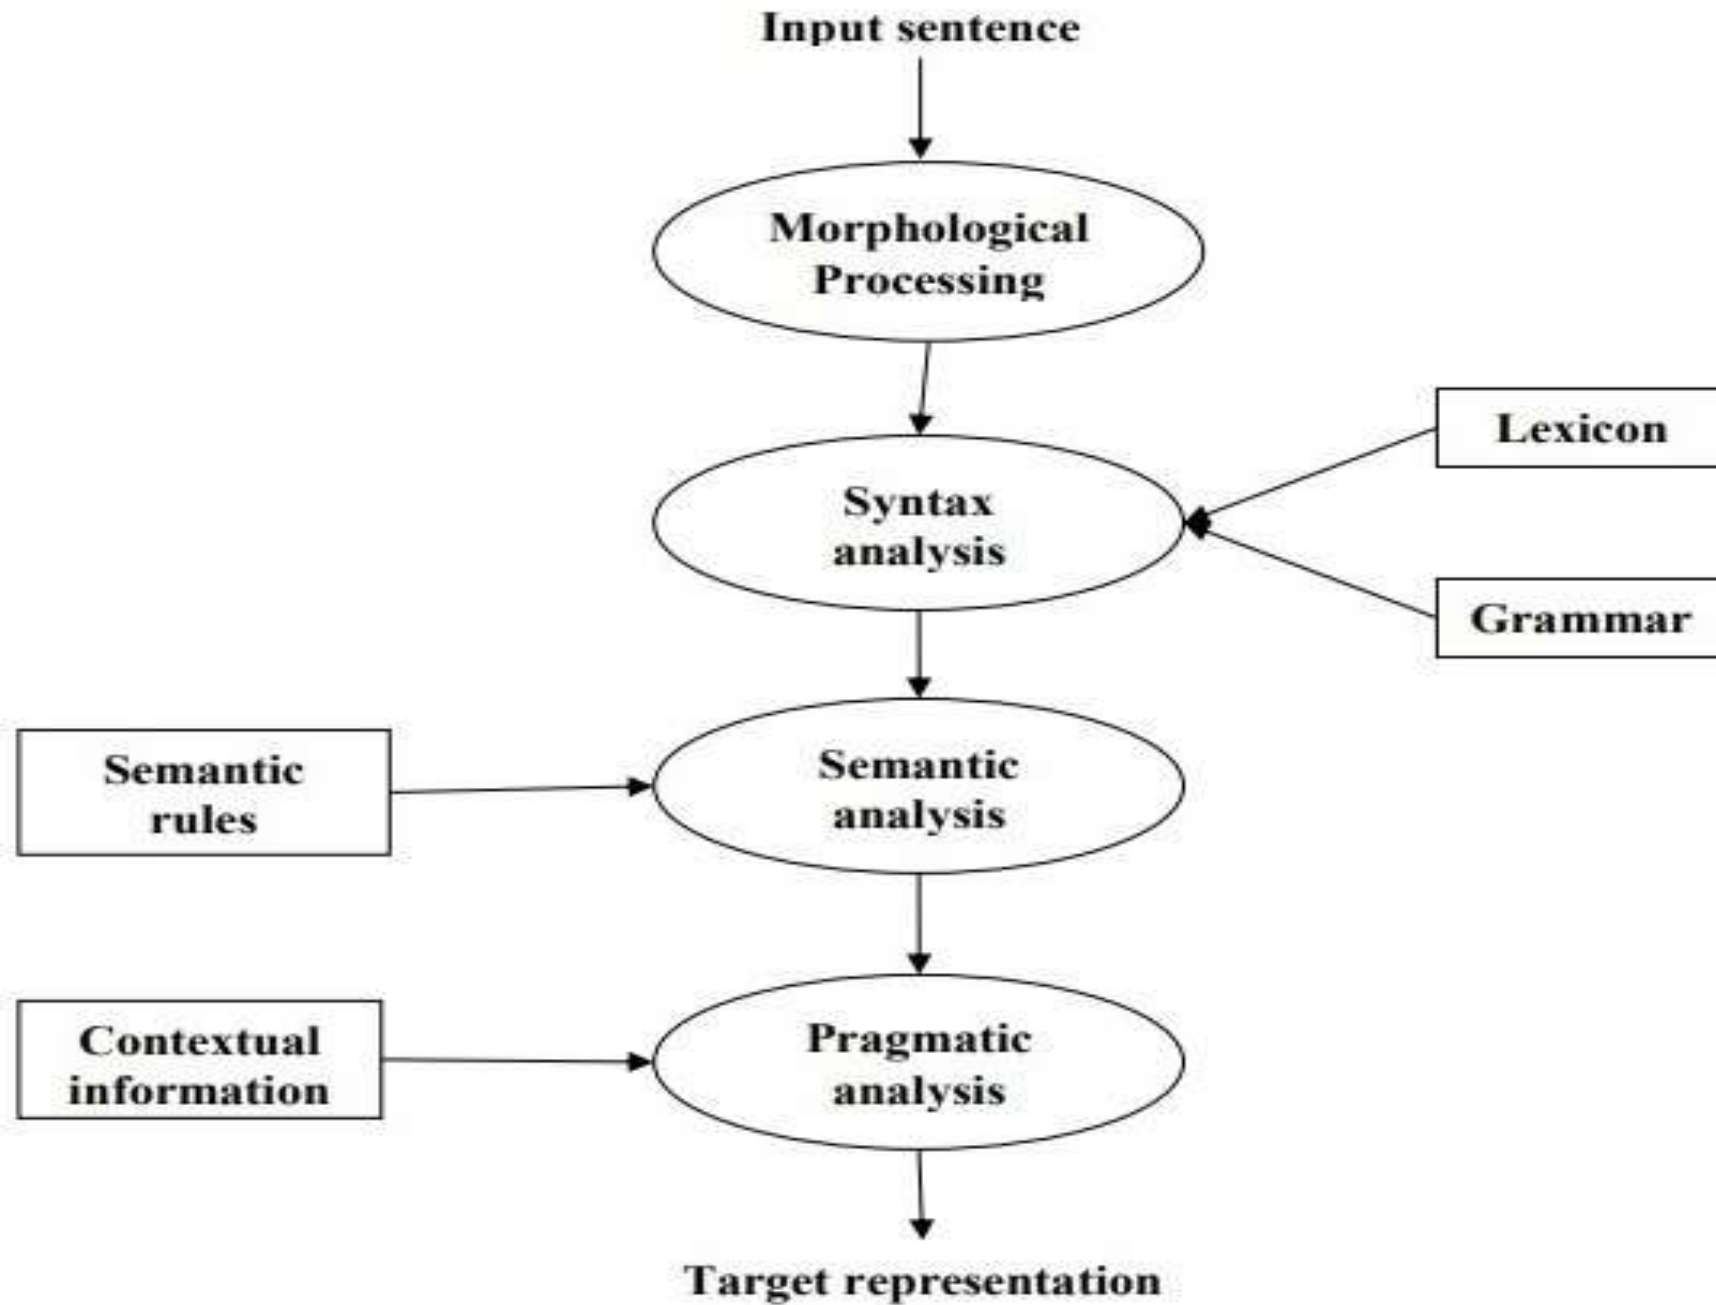 Input sentence
Morphological
Processing
Lexicon
Syntax
analysis
Grammar
Semantic
rules
Semantic
analysis
Contextual
information
Pragmatic
analysis
Target representation